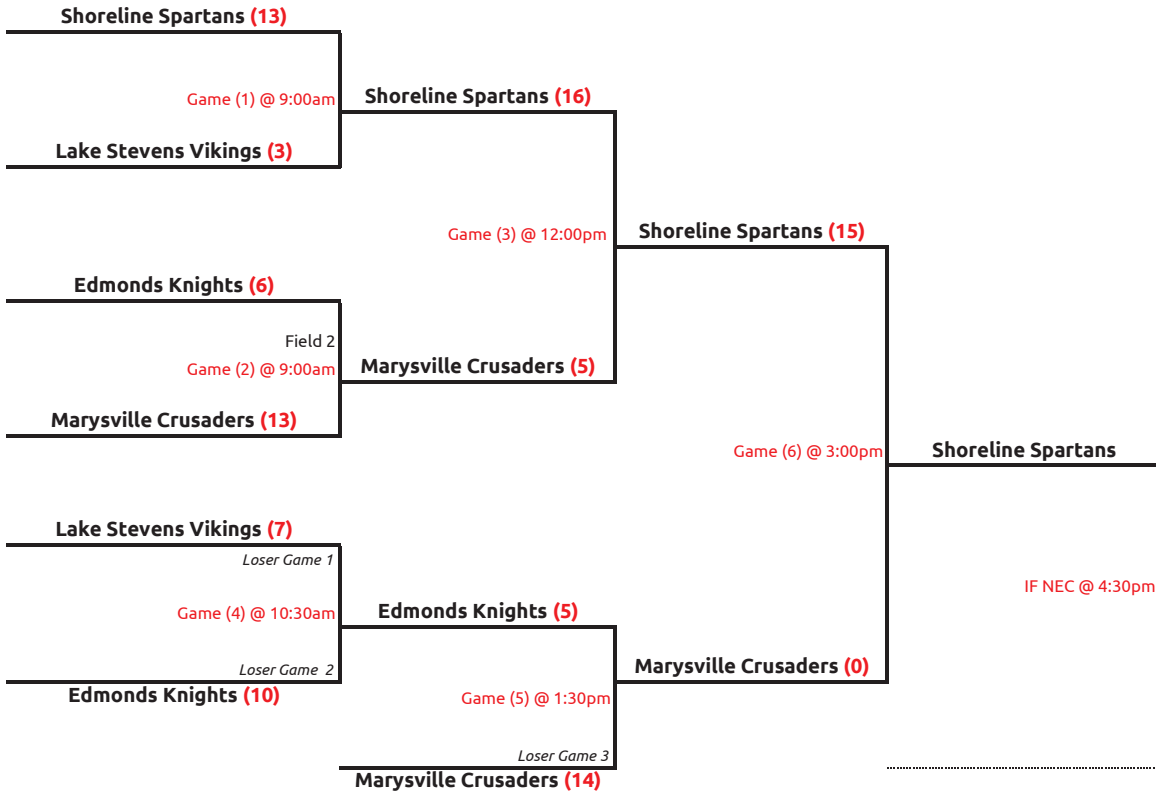 Shoreline Spartans (13)
Game (1) @ 9:00am
Shoreline Spartans (16)
Lake Stevens Vikings (3)
Game (3) @ 12:00pm
Shoreline Spartans (15)
Edmonds Knights (6)
Field 2
Game (2) @ 9:00am
Marysville Crusaders (5)
Marysville Crusaders (13)
Game (6) @ 3:00pm
Shoreline Spartans
Lake Stevens Vikings (7)
Loser Game 1
IF NEC @ 4:30pm
Game (4) @ 10:30am
Edmonds Knights (5)
Loser Game 2
Marysville Crusaders (0)
Edmonds Knights (10)
Game (5) @ 1:30pm
Loser Game 3
Marysville Crusaders (14)